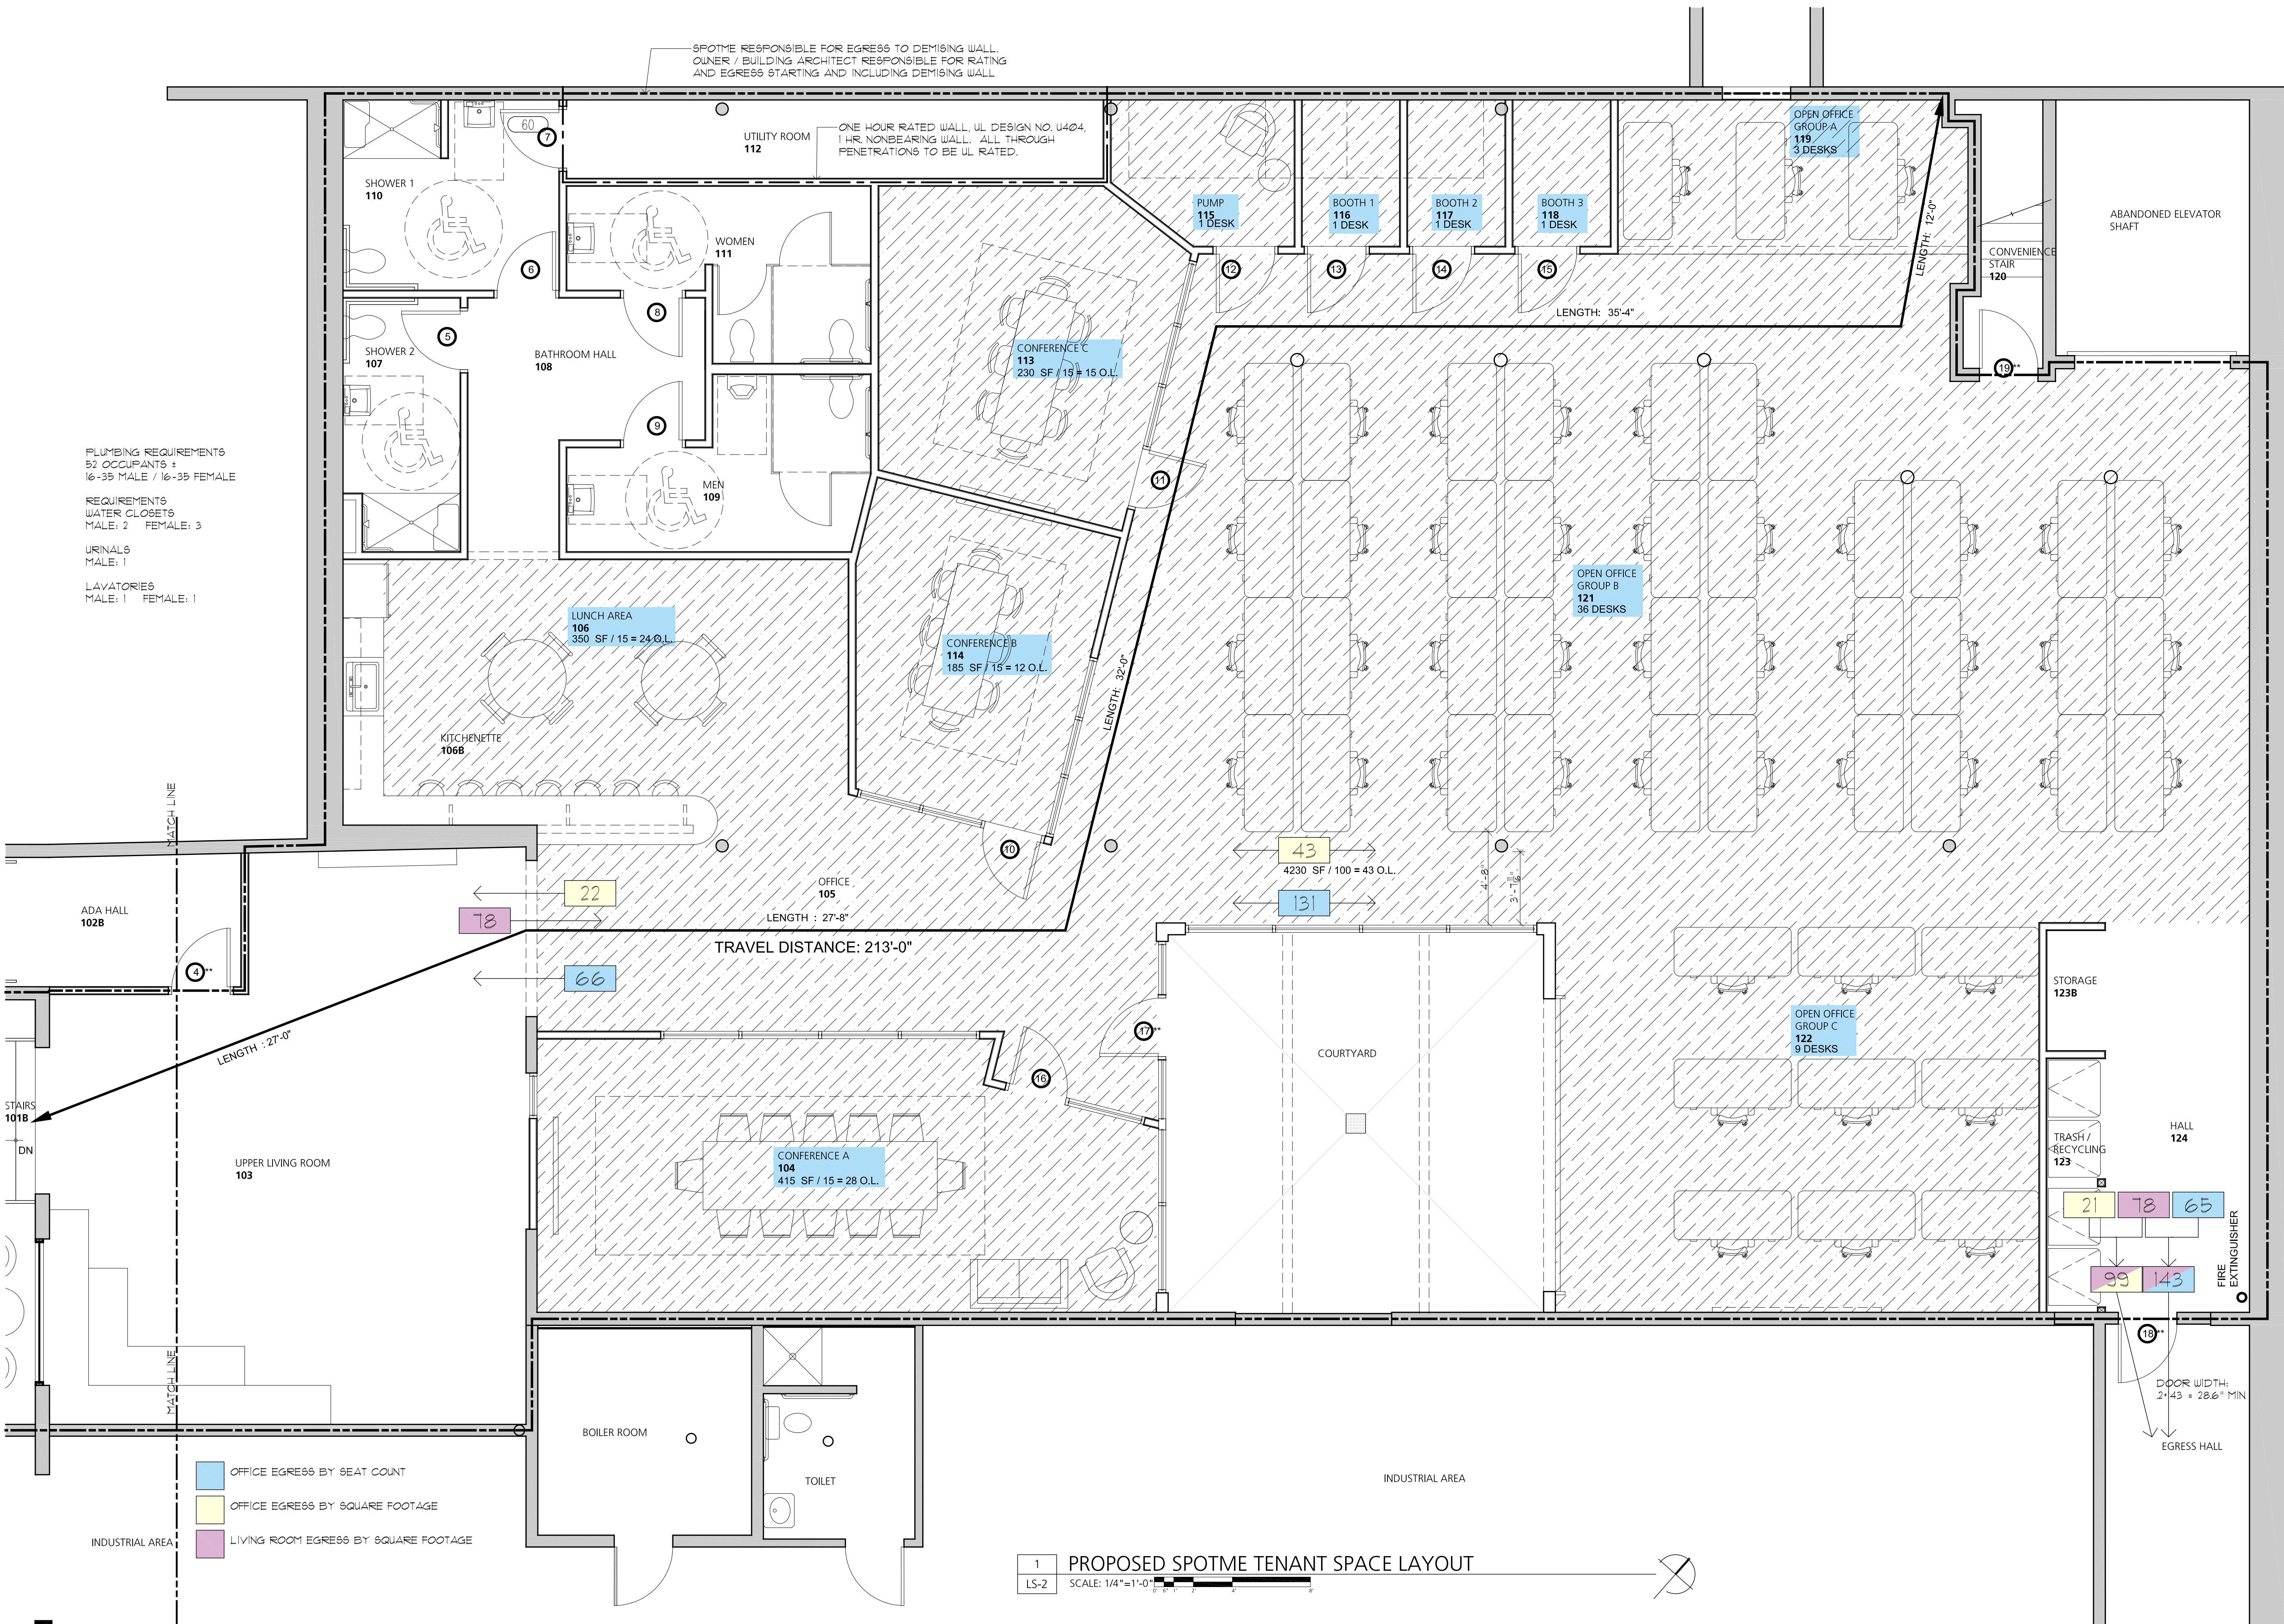 SPOTME RESPONSIBLE FOR EGRESS TO DEMISING WALL.
OWNER / BUILDING ARCHITECT RESPONSIBLE FOR RATING
AND EGRESS STARTING AND INCLUDING DEMISING WALL
60
7
UTILITY ROOM
112
ONE HOUR RATED WALL, UL DESIGN NO. U404,
1 HR. NONBEARING WALL. ALL THROUGH
PENETRATIONS TO BE UL RATED.
OPEN OFFICE
GROUP A
119
3 DESKS
SHOWER 1
110
PUMP
115
1 DESK
BOOTH 1
116
1 DESK
BOOTH 2
117
1 DESK
BOOTH 3
118
1 DESK
LENGTH: 12'-0"
ABANDONED ELEVATOR
SHAFT
WOMEN
111
CONVENIENCE
STAIR
120
6
12
13
14
15
8
LENGTH: 35'-4"
5
SHOWER 2
107
BATHROOM HALL
108
CONFERENCE C
113
230 SF / 15 = 15 O.L.
19**
9
PLUMBING REQUIREMENTS
52 OCCUPANTS ±
16-35 MALE / 16-35 FEMALE
REQUIREMENTS
WATER CLOSETS
MALE: 2 FEMALE: 3
URINALS
MALE: 1
LAVATORIES
MALE: 1 FEMALE: 1
MEN
109
11
OPEN OFFICE
GROUP B
121
36 DESKS
LUNCH AREA
106
350 SF / 15 = 24 O.L.
CONFERENCE B
114
185 SF / 15 = 12 O.L.
LENGTH: 32'-0"
KITCHENETTE
106B
MATCH LINE
10
43
4230 SF / 100 = 43 O.L.
131
4'-8"
OFFICE
105
22
78
LENGTH : 27'-8"
TRAVEL DISTANCE: 213'-0"
66
ADA HALL
102B
4**
LENGTH : 27'-0"
STAIRS
101B
DN
UPPER LIVING ROOM
103
17**
16
COURTYARD
CONFERENCE A
104
415 SF / 15 = 28 O.L.
STORAGE
123B
OPEN OFFICE
GROUP C
122
9 DESKS
HALL
124
TRASH /
RECYCLING
123
21
78
65
99
143
FIRE
EXTINGUISHER
18**
DOOR WIDTH:
.2*143 = 28.6" MIN
EGRESS HALL
MATCH LINE
BOILER ROOM
TOILET
INDUSTRIAL AREA
OFFICE EGRESS BY SEAT COUNT
OFFICE EGRESS BY SQUARE FOOTAGE
LIVING ROOM EGRESS BY SQUARE FOOTAGE
INDUSTRIAL AREA
1
LS-2
PROPOSED SPOTME TENANT SPACE LAYOUT
SCALE: 1/4"=1'-0"
0' 6" 1' 2' 4' 8'